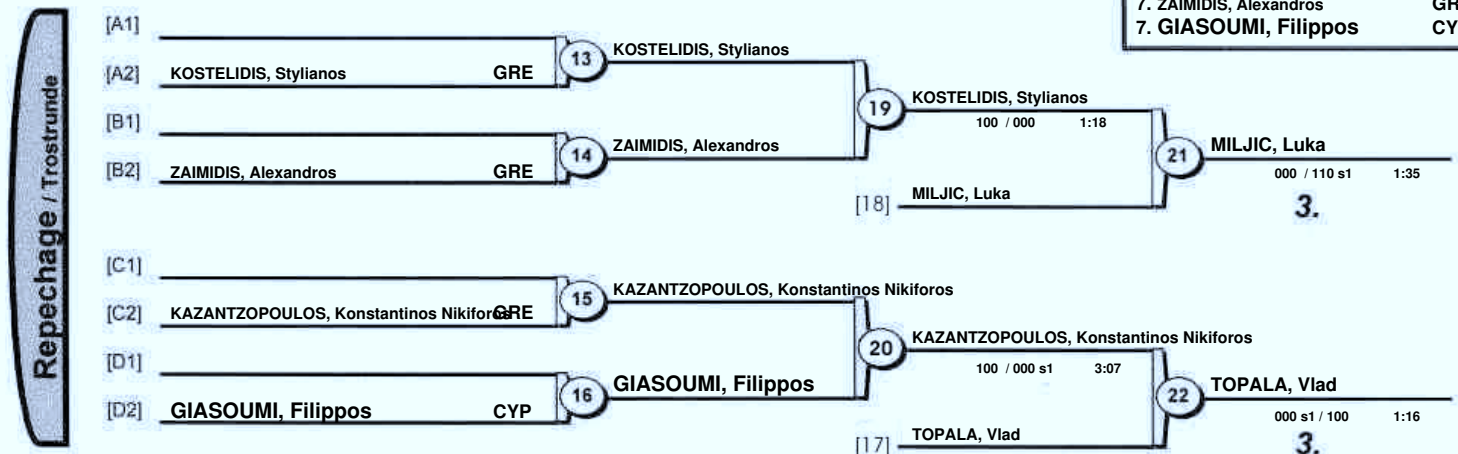 7. ZAIMIDIS, Alexandros GR
7. GIASOUMI, Filippos CY
Repechage / Trostrunde
[A1]
[A2] KOSTELIDIS, Stylianos GRE
13
KOSTELIDIS, Stylianos
[B1]
[B2] ZAIMIDIS, Alexandros GRE
14
ZAIMIDIS, Alexandros
19
KOSTELIDIS, Stylianos
100 / 000 1:18
[18] MILJIC, Luka
21
MILJIC, Luka
000 / 110 s1 1:35
3.
[C1]
[C2] KAZANTZOPOULOS, Konstantinos Nikiforos GRE
15
KAZANTZOPOULOS, Konstantinos Nikiforos
[D1]
[D2] GIASOUMI, Filippos CYP
16
GIASOUMI, Filippos
20
KAZANTZOPOULOS, Konstantinos Nikiforos
100 / 000 s1 3:07
[17] TOPALA, Vlad
22
TOPALA, Vlad
000 s1 / 100 1:16
3.